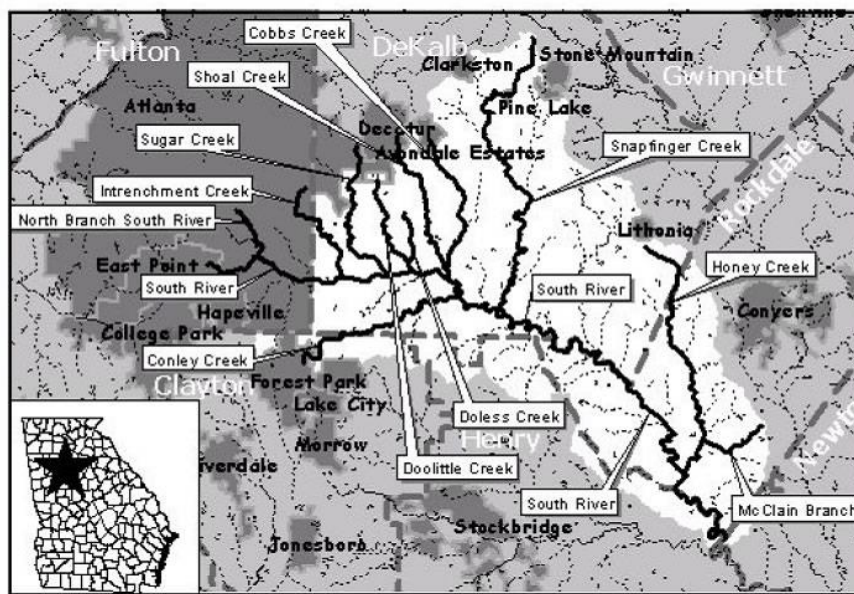 Cobbs Creek
Fulton
DeKalb
Clarkston
Stone Mountain
Shoal Creek
Gwinnett
Atlanta
Pine Lake
Decatur
Sugar Creek
Avondale Estates
Snapfinger Creek
Intrenchment Creek
Rockdale
North Branch South River
Lithonia
East Point
Honey Creek
South River
South River
Hapeville
Conyers
College Park
Conley Creek
Clayton
Forest Park
Lake City
Doless Creek
Henry
Morrow
Doolittle Creek
South River
McClain Branch
Stockbridge
Jonesboro